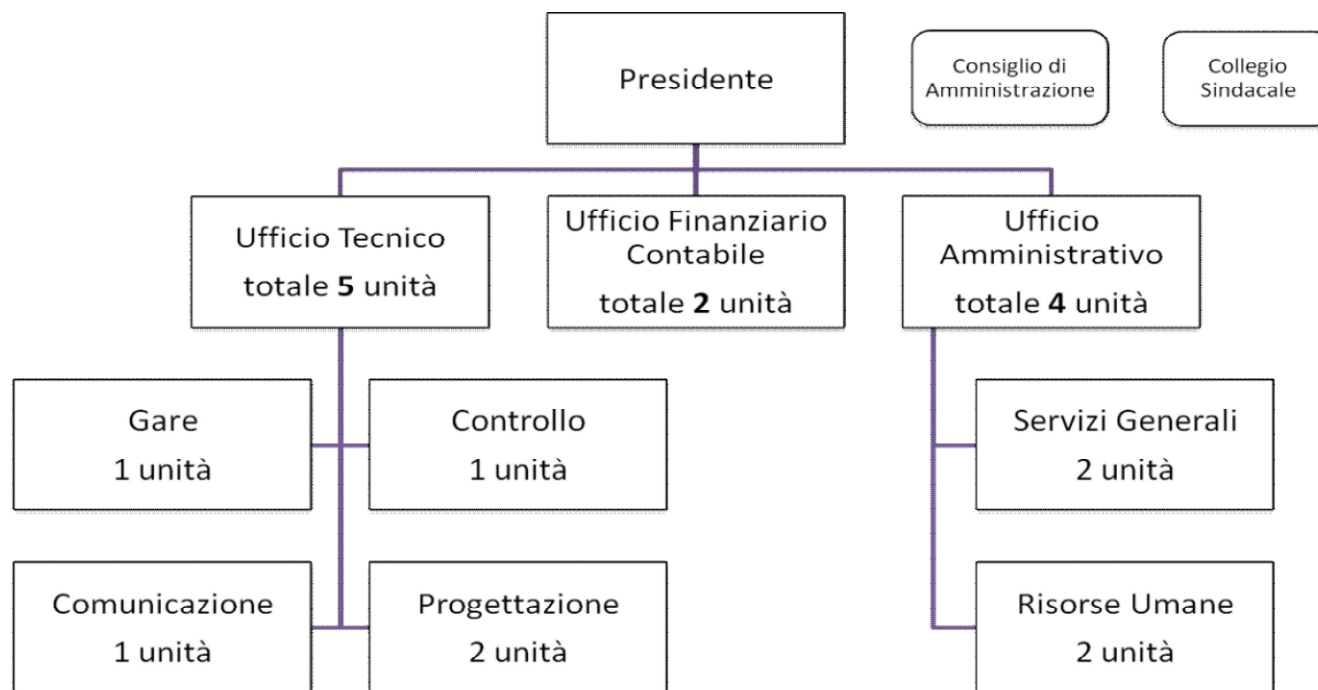 Presidente
Consiglio di
Amministrazione
Collegio
Sindacale
Ufficio Tecnico
totale 5 unità
Ufficio Finanziario
Contabile
totale 2 unità
Ufficio
Amministrativo
totale 4 unità
Gare
1 unità
Controllo
1 unità
Servizi Generali
2 unità
Comunicazione
1 unità
Progettazione
2 unità
Risorse Umane
2 unità